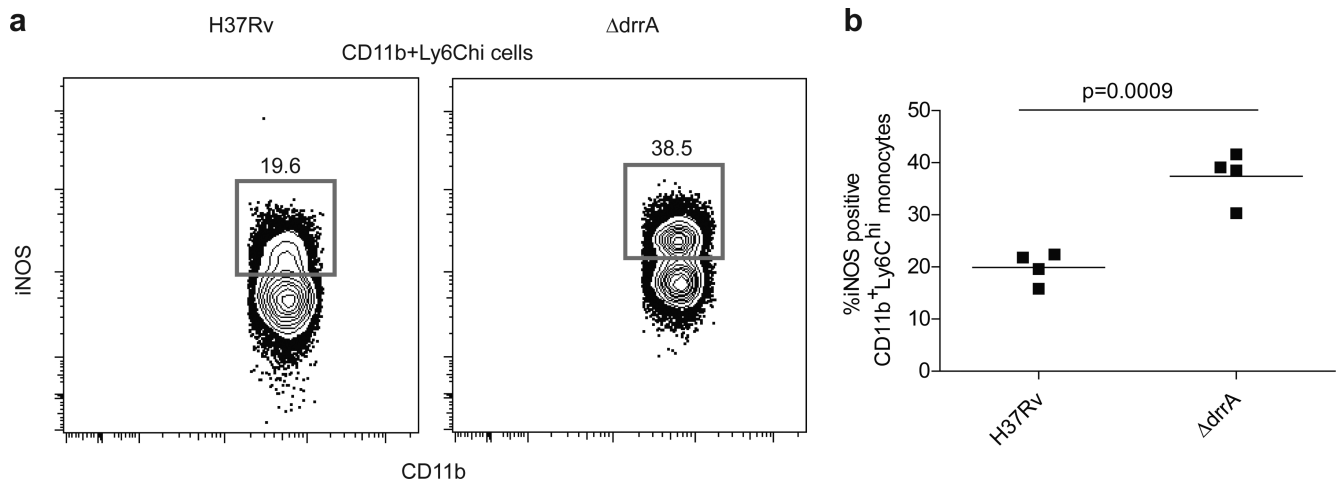 a
H37Rv
ΔdrrA
CD11b+Ly6Chi cells
19.6
38.5
iNOS
CD11b
b
p=0.0009
50
40
30
20
10
0
%iNOS positive
CD11b+Ly6Chi monocytes
H37Rv
ΔdrrA